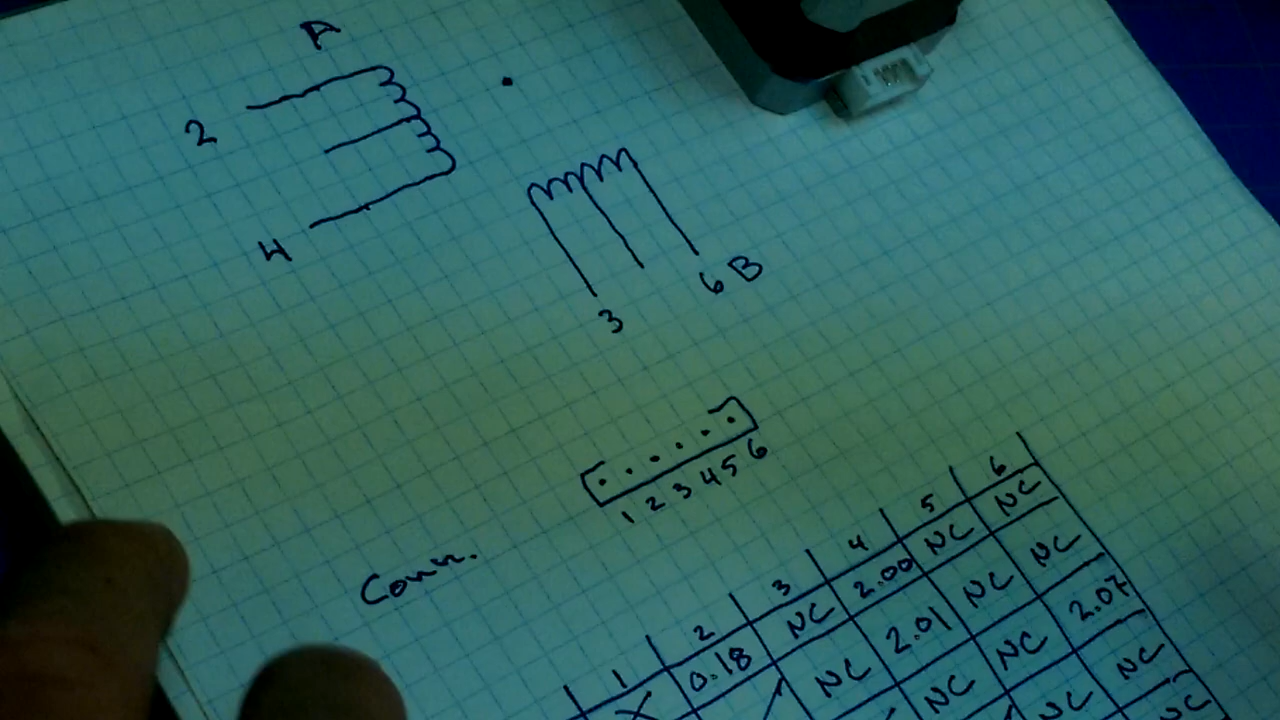 A
2
4
3
6 B
1 2 3 4 5 6
Conn.
1 2 3 4 5 6
X 0.18 NC 2.00 NC NC
NC 2.01 NC NC
NC NC 2.07
NC NC
NC